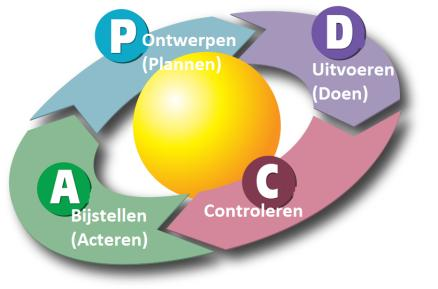 P
Ontwerpen
(Plannen)
D
Uitvoeren
(Doen)
C
Controleren
A
Bijstellen
(Acteren)